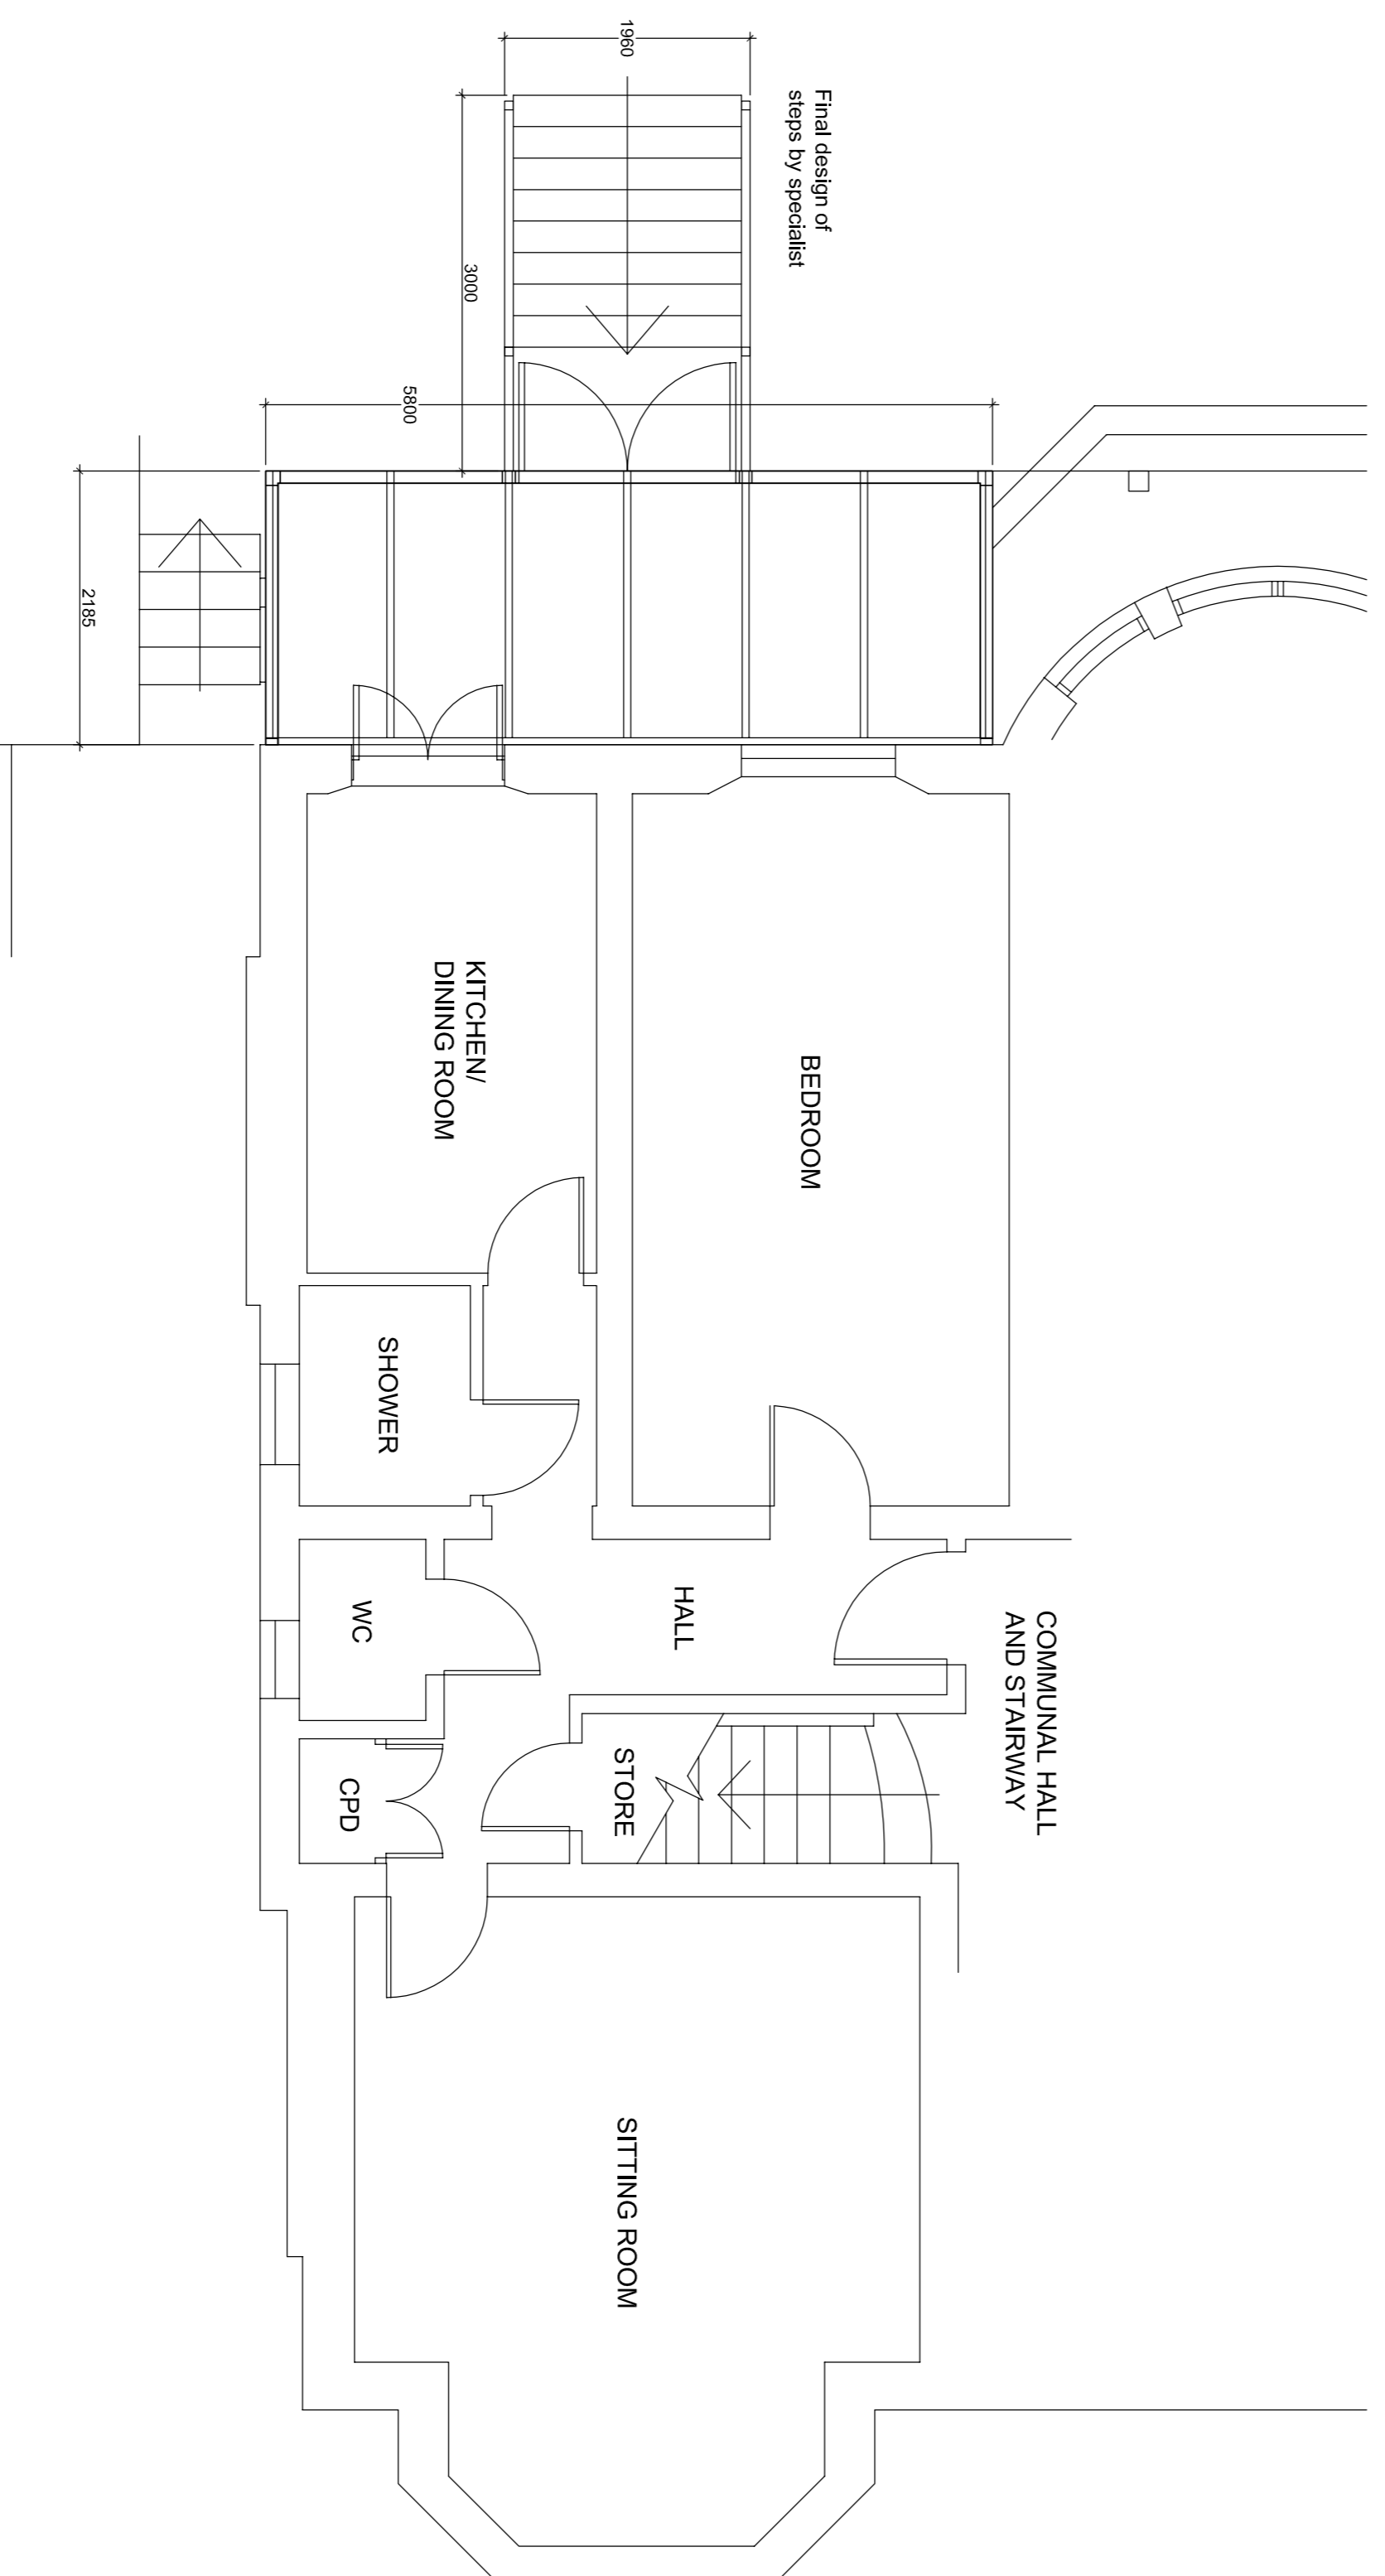 1960
Final design of
steps by specialist
3000
5800
2185
KITCHEN/
DINING ROOM
BEDROOM
SHOWER
WC
HALL
COMMUNAL HALL
AND STAIRWAY
STORE
CPD
SITTING ROOM